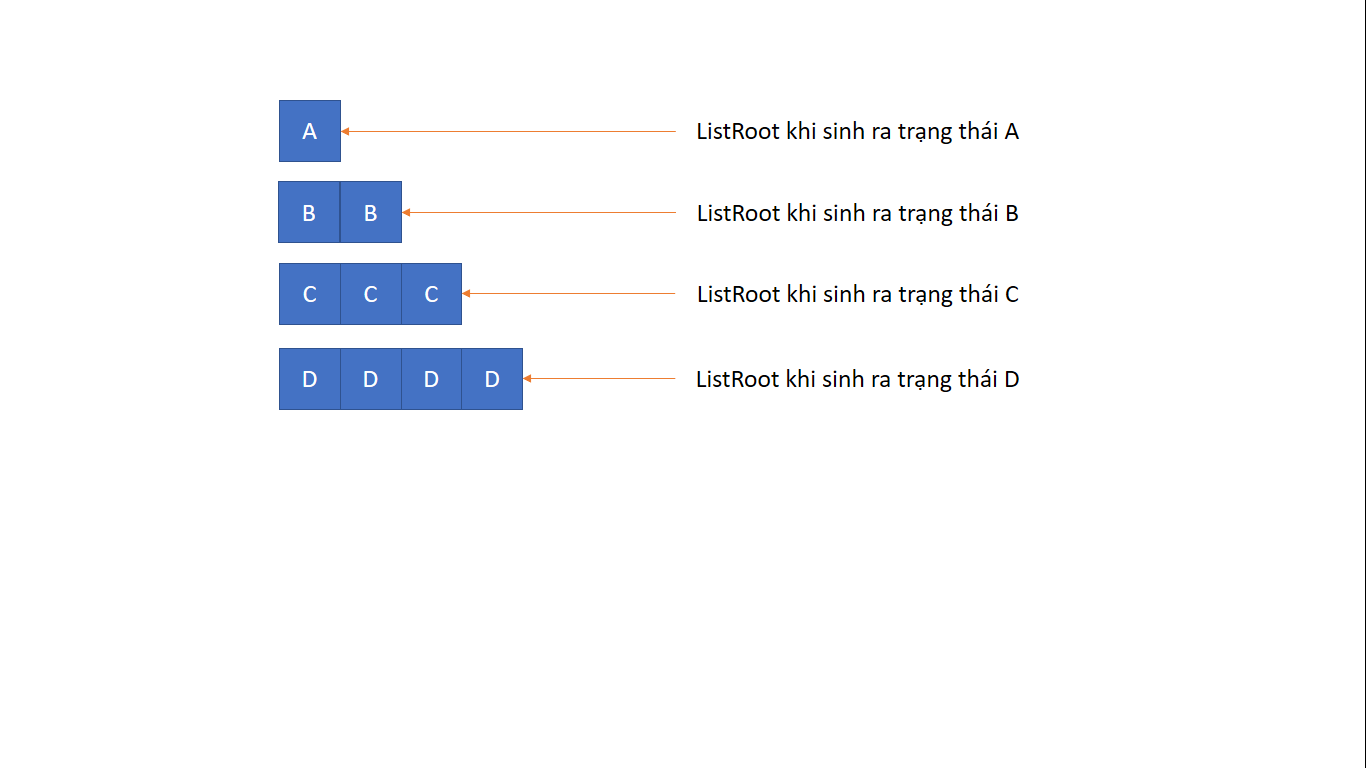 A ListRoot khi sinh ra trạng thái A
B B ListRoot khi sinh ra trạng thái B
C C C ListRoot khi sinh ra trạng thái C
D D D D ListRoot khi sinh ra trạng thái D